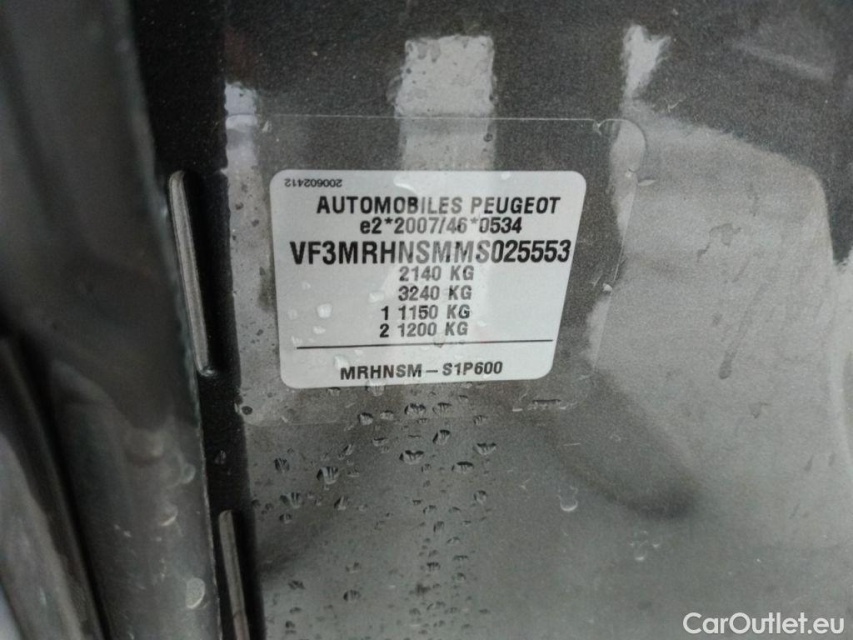 200602412
AUTOMOBILES PEUGEOT
e2*2007/46*0534
VF3MRHNSMMS025553
2140 KG
3240 KG
1 1150 KG
2 1200 KG
MRHNSM-S1P600
CarOutlet.eu